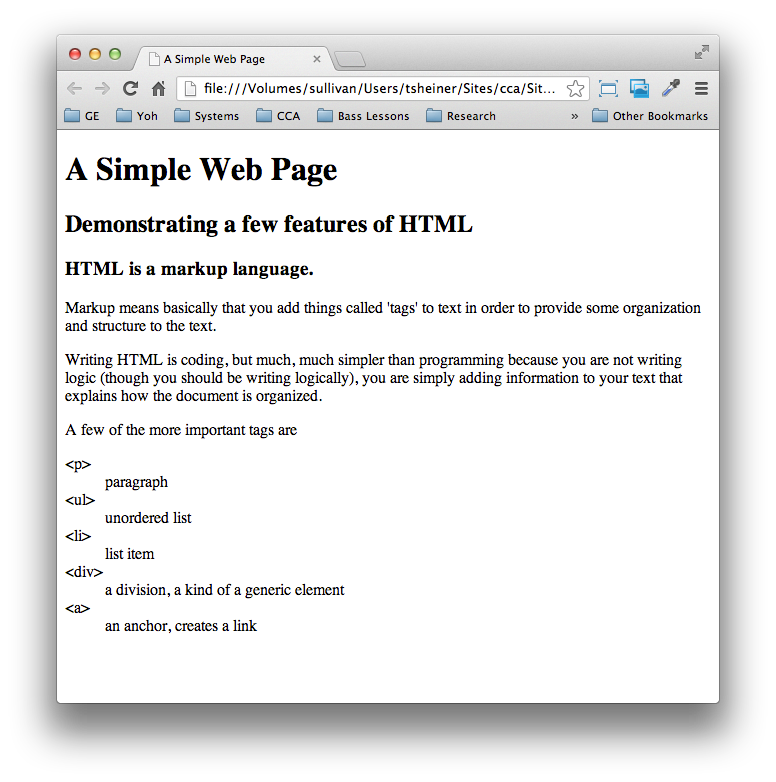 A Simple Web Page
file:///Volumes/sullivan/Users/tsheiner/Sites/cca/Sit...
GE Yoh Systems CCA Bass Lessons Research » Other Bookmarks
A Simple Web Page
Demonstrating a few features of HTML
HTML is a markup language.
Markup means basically that you add things called 'tags' to text in order to provide some organization
and structure to the text.
Writing HTML is coding, but much, much simpler than programming because you are not writing
logic (though you should be writing logically), you are simply adding information to your text that
explains how the document is organized.
A few of the more important tags are
<p>
paragraph
<ul>
unordered list
<li>
list item
<div>
a division, a kind of a generic element
<a>
an anchor, creates a link